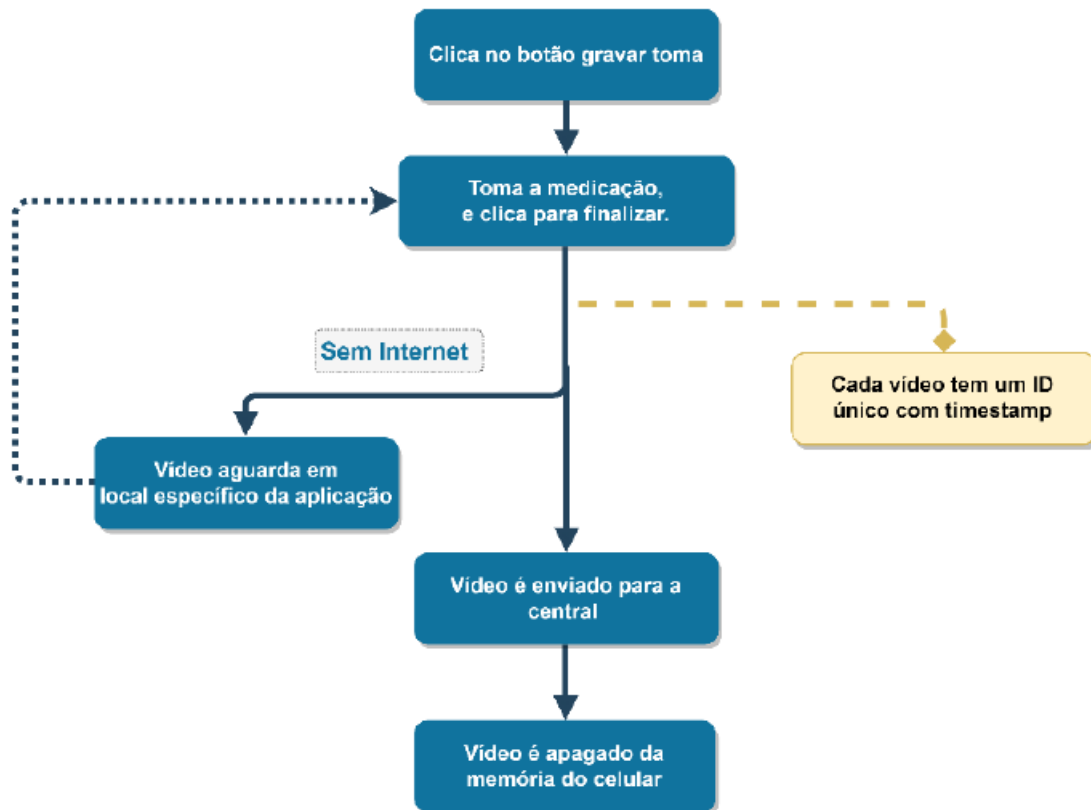 Clica no botão gravar toma
Toma a medicação,
e clica para finalizar.
Sem Internet
Cada vídeo tem um ID
único com timestamp
Vídeo aguarda em
local específico da aplicação
Vídeo é enviado para a
central
Vídeo é apagado da
memória do celular